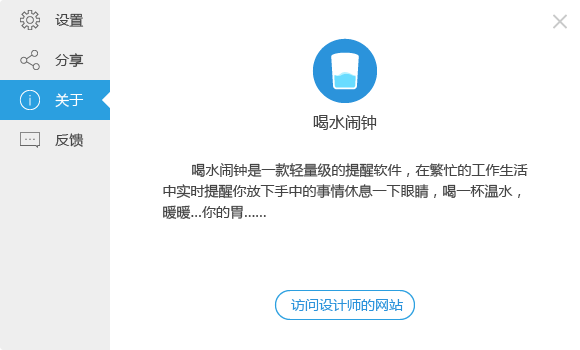 设置
分享
关于
反馈
喝水闹钟
喝水闹钟是一款轻量级的提醒软件，在繁忙的工作生活
中实时提醒你放下手中的事情休息一下眼睛，喝一杯温水，
暖暖...你的胃......
访问设计师的网站